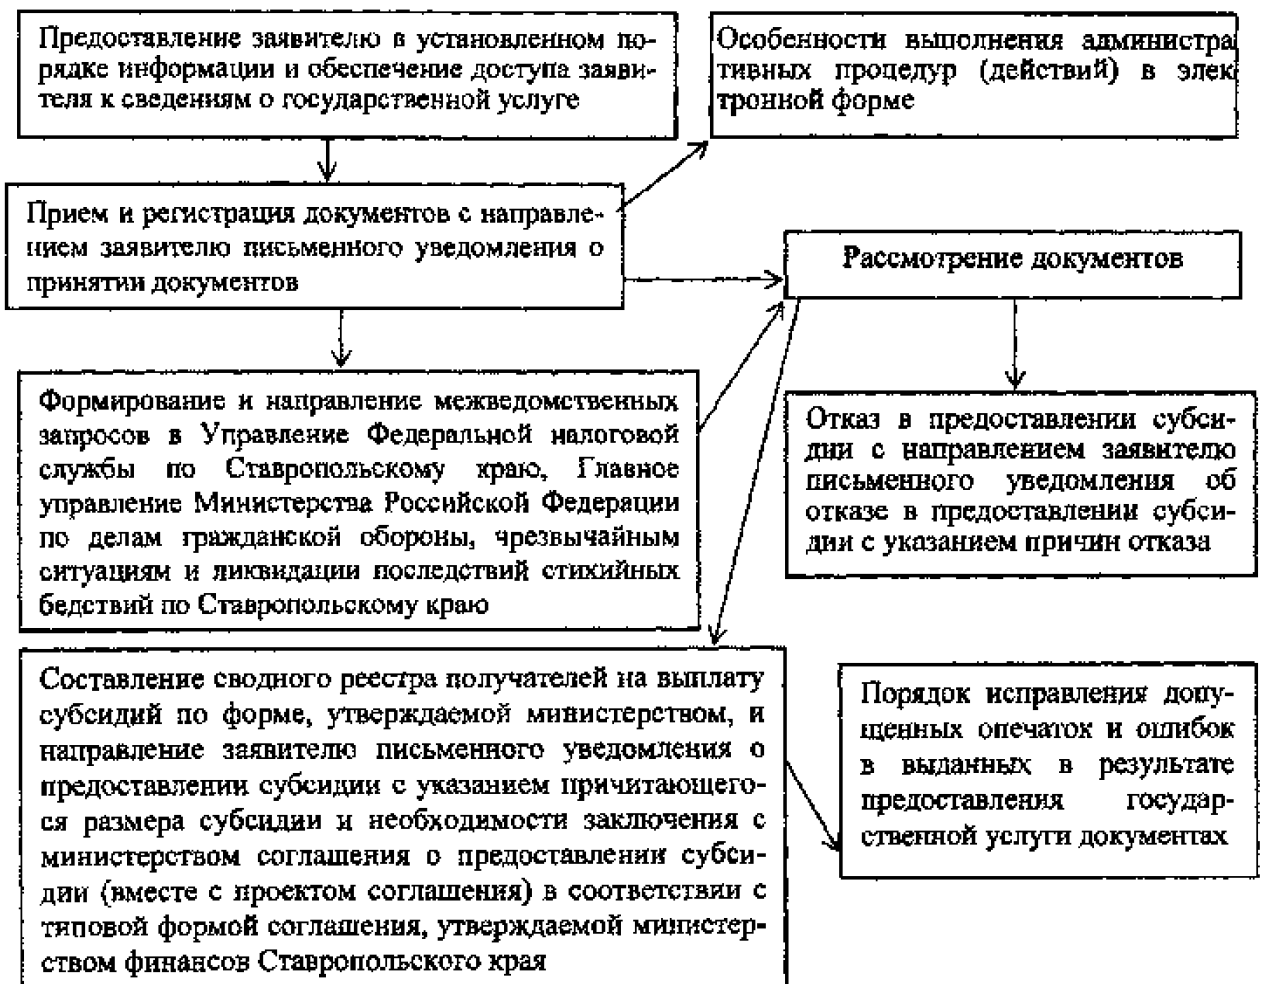 Предоставление заявителю в установленном по-
рядке информации и обеспечение доступа заяви-
теля к сведениям о государственной услуге
Особенности выполнения администра
тивных процедур (действий) в элек
тронной форме
Прием и регистрация документов с направле-
нием заявителю письменного уведомления о
принятии документов
Рассмотрение документов
Формирование и направление межведомственных
запросов в Управление Федеральной налоговой
службы по Ставропольскому краю, Главное
управление Министерства Российской Федерации
по делам гражданской обороны, чрезвычайным
ситуациям и ликвидации последствий стихийных
бедствий по Ставропольскому краю
Отказ в предоставлении субси-
дии с направлением заявителю
письменного уведомления об
отказе в предоставлении субси-
дии с указанием причин отказа
Составление сводного реестра получателей на выплату
субсидий по форме, утверждаемой министерством, и
направление заявителю письменного уведомления о
предоставлении субсидии с указанием причитающего-
ся размера субсидии и необходимости заключения с
министерством соглашения о предоставлении субси-
дии (вместе с проектом соглашения) в соответствии с
типовой формой соглашения, утверждаемой министер-
ством финансов Ставропольского края
Порядок исправления допу-
щенных опечаток и ошибок
в выданных в результате
предоставления государ-
ственной услуги документах